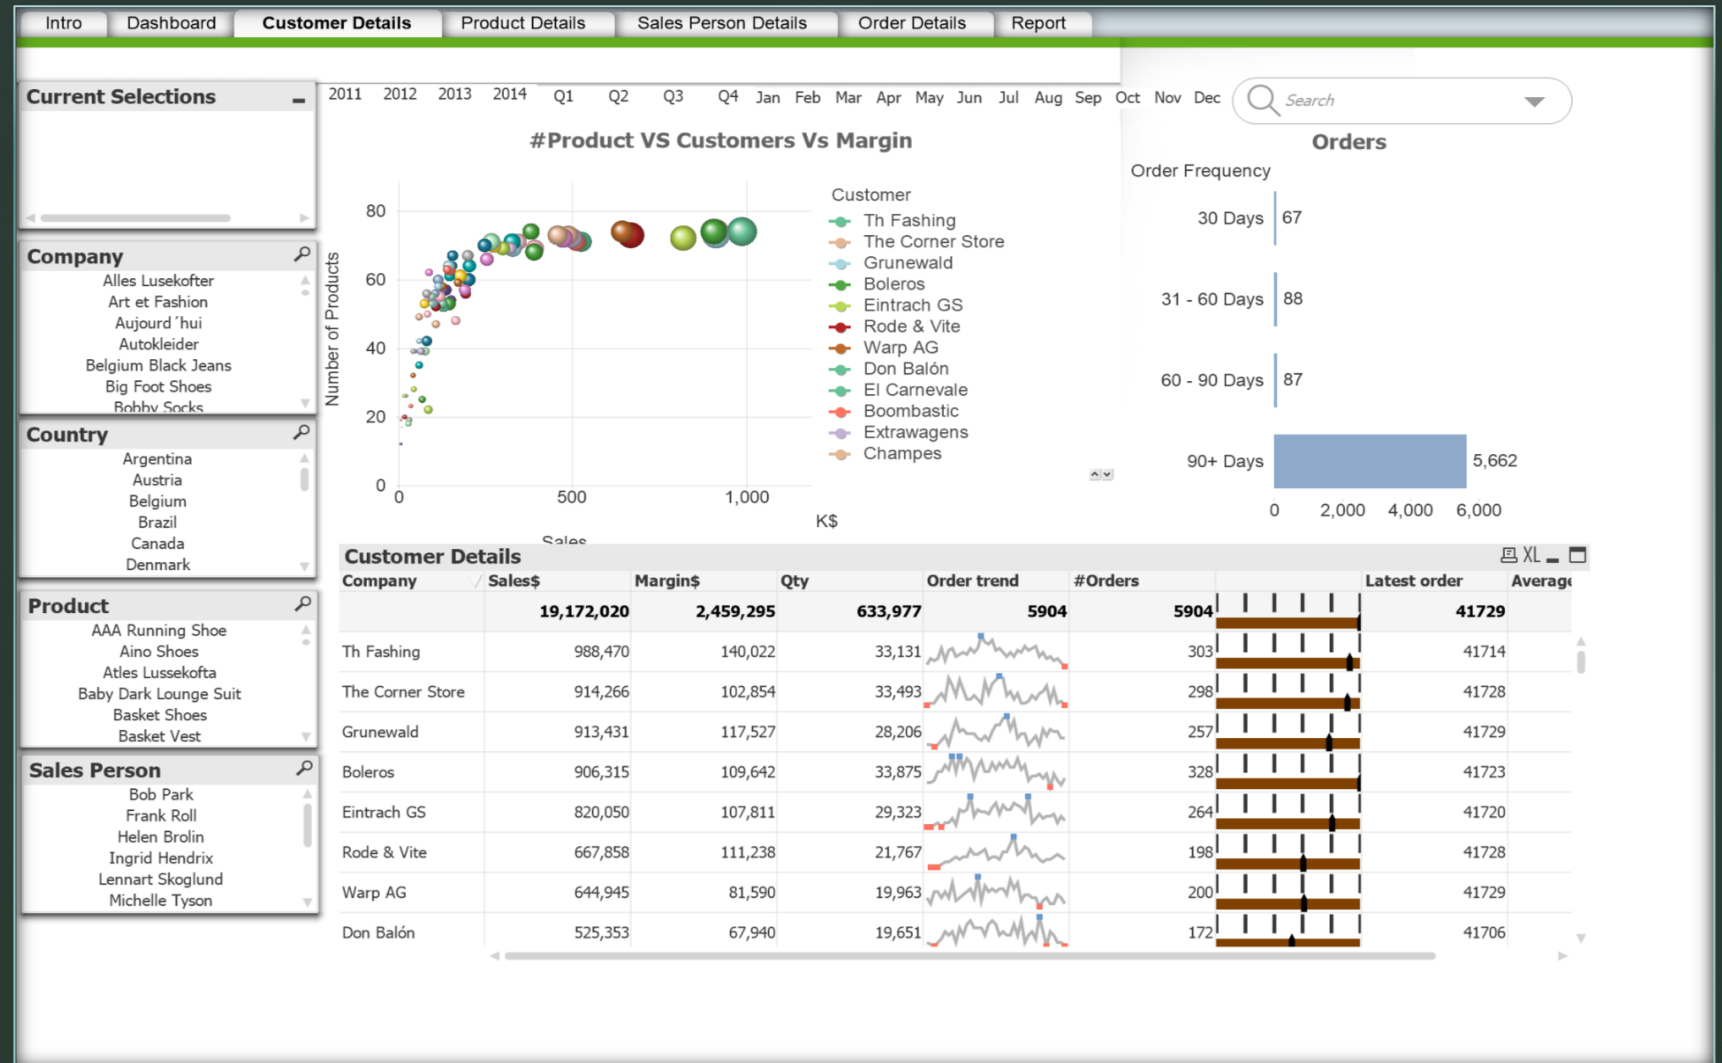 Intro Dashboard Customer Details Product Details Sales Person Details Order Details Report
Current Selections
2011 2012 2013 2014 Q1 Q2 Q3 Q4 Jan Feb Mar Apr May Jun Jul Aug Sep Oct Nov Dec
Search
Company
Alles Lusekofter
Art et Fashion
Aujourd´hui
Autokleider
Belgium Black Jeans
Big Foot Shoes
Bobby Socks
Country
Argentina
Austria
Belgium
Brazil
Canada
Denmark
Product
AAA Running Shoe
Aino Shoes
Atles Lussekofta
Baby Dark Lounge Suit
Basket Shoes
Basket Vest
Sales Person
Bob Park
Frank Roll
Helen Brolin
Ingrid Hendrix
Lennart Skoglund
Michelle Tyson
#Product VS Customers Vs Margin
Number of Products
80
60
40
20
0
0 500 1,000
K$
Sales
Customer
Th Fashing
The Corner Store
Grunewald
Boleros
Eintrach GS
Rode & Vite
Warp AG
Don Balón
El Carnevale
Boombastic
Extrawagens
Champes
Orders
Order Frequency
30 Days 67
31 - 60 Days 88
60 - 90 Days 87
90+ Days 5,662
0 2,000 4,000 6,000
Customer Details XL
Company Sales$ Margin$ Qty Order trend #Orders Latest order Average
19,172,020 2,459,295 633,977 5904 5904 41729
Th Fashing 988,470 140,022 33,131 303 41714
The Corner Store 914,266 102,854 33,493 298 41728
Grunewald 913,431 117,527 28,206 257 41729
Boleros 906,315 109,642 33,875 328 41723
Eintrach GS 820,050 107,811 29,323 264 41720
Rode & Vite 667,858 111,238 21,767 198 41728
Warp AG 644,945 81,590 19,963 200 41729
Don Balón 525,353 67,940 19,651 172 41706